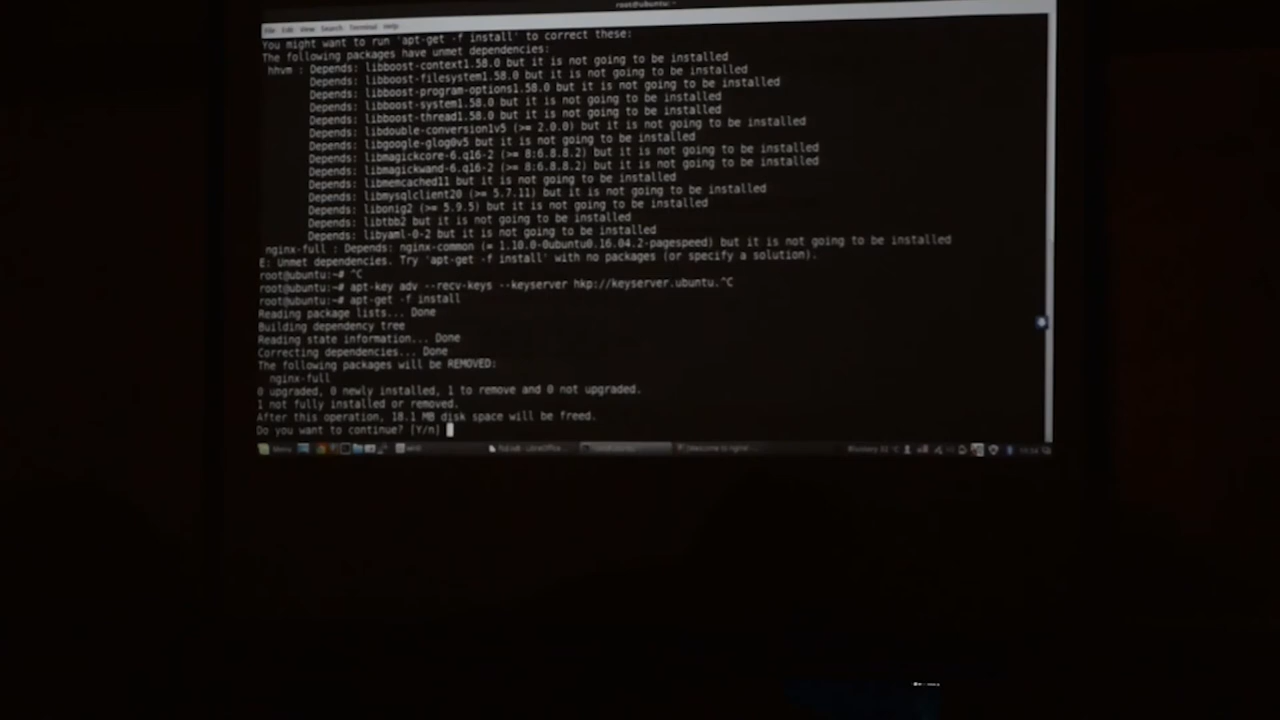 root@ubuntu: ~
File Edit View Search Terminal Help
You might want to run 'apt-get -f install' to correct these:
The following packages have unmet dependencies:
hhvm : Depends: libboost-context1.58.0 but it is not going to be installed
Depends: libboost-filesystem1.58.0 but it is not going to be installed
Depends: libboost-program-options1.58.0 but it is not going to be installed
Depends: libboost-system1.58.0 but it is not going to be installed
Depends: libboost-thread1.58.0 but it is not going to be installed
Depends: libdouble-conversion1v5 (>= 2.0.0) but it is not going to be installed
Depends: libgoogle-glog0v5 but it is not going to be installed
Depends: libmagickcore-6.q16-2 (>= 8:6.8.8.2) but it is not going to be installed
Depends: libmagickwand-6.q16-2 (>= 8:6.8.8.2) but it is not going to be installed
Depends: libmemcached11 but it is not going to be installed
Depends: libmysqlclient20 (>= 5.7.11) but it is not going to be installed
Depends: libonig2 (>= 5.9.5) but it is not going to be installed
Depends: libtbb2 but it is not going to be installed
Depends: libyaml-0-2 but it is not going to be installed
nginx-full : Depends: nginx-common (= 1.10.0-0ubuntu0.16.04.2-pagespeed) but it is not going to be installed
E: Unmet dependencies. Try 'apt-get -f install' with no packages (or specify a solution).
root@ubuntu:~# ^C
root@ubuntu:~# apt-key adv --recv-keys --keyserver hkp://keyserver.ubuntu.^C
root@ubuntu:~# apt-get -f install
Reading package lists... Done
Building dependency tree
Reading state information... Done
Correcting dependencies... Done
The following packages will be REMOVED:
nginx-full
0 upgraded, 0 newly installed, 1 to remove and 0 not upgraded.
1 not fully installed or removed.
After this operation, 18.1 MB disk space will be freed.
Do you want to continue? [Y/n]
Menu